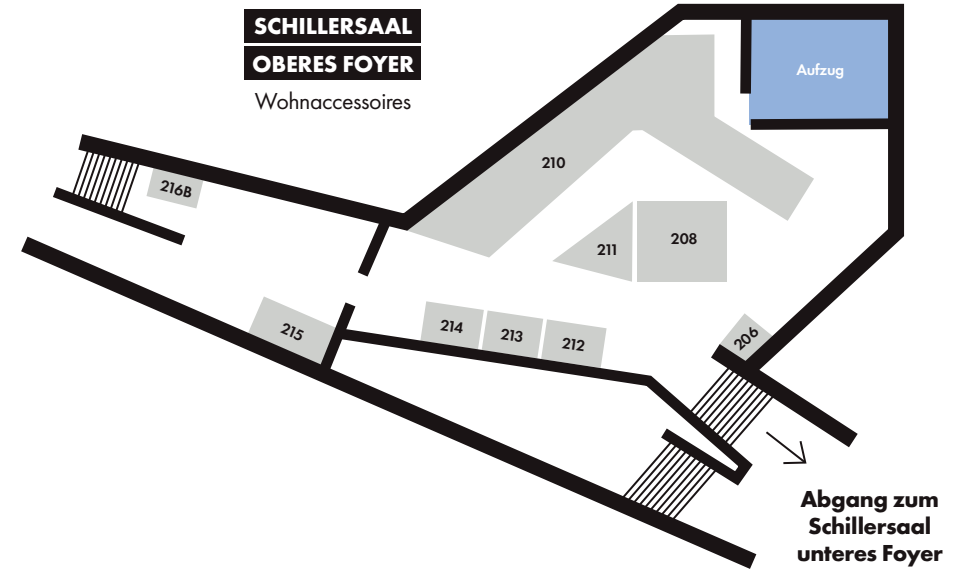 SCHILLERSAAL
OBERES FOYER
Wohnaccessoires
Aufzug
210
216B
211
208
215
214
213
212
206
Abgang zum
Schillersaal
unteres Foyer